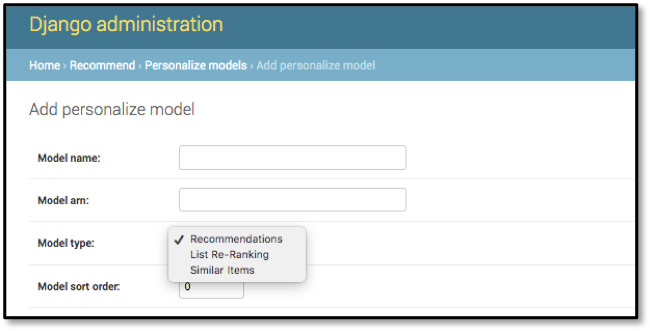 Django administration
Home › Recommend › Personalize models › Add personalize model
Add personalize model
Model name:
Model arn:
Model type:
✓ Recommendations
List Re-Ranking
Similar Items
Model sort order:
0